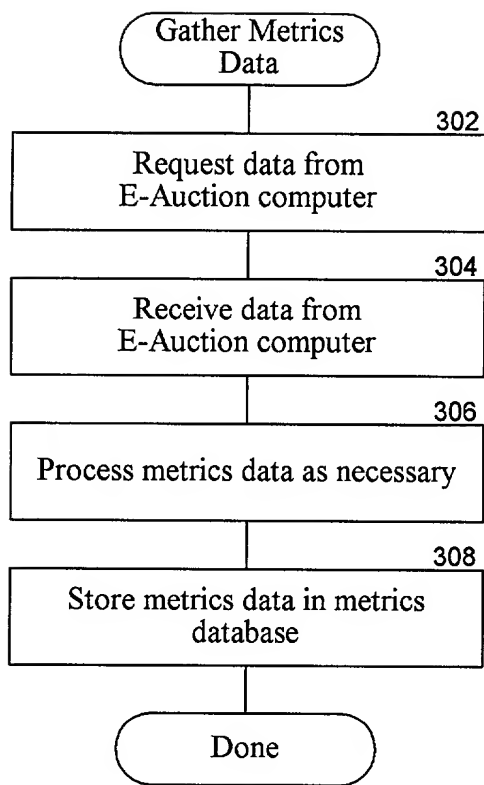 Gather Metrics
Data
302
Request data from
E-Auction computer
304
Receive data from
E-Auction computer
306
Process metrics data as necessary
308
Store metrics data in metrics
database
Done